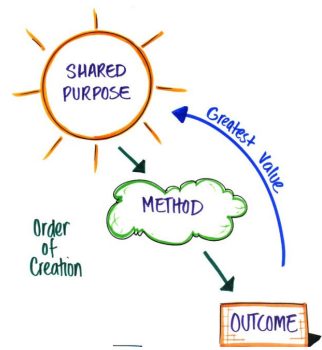 SHARED
PURPOSE
Greatest Value
METHOD
Order
of
Creation
OUTCOME